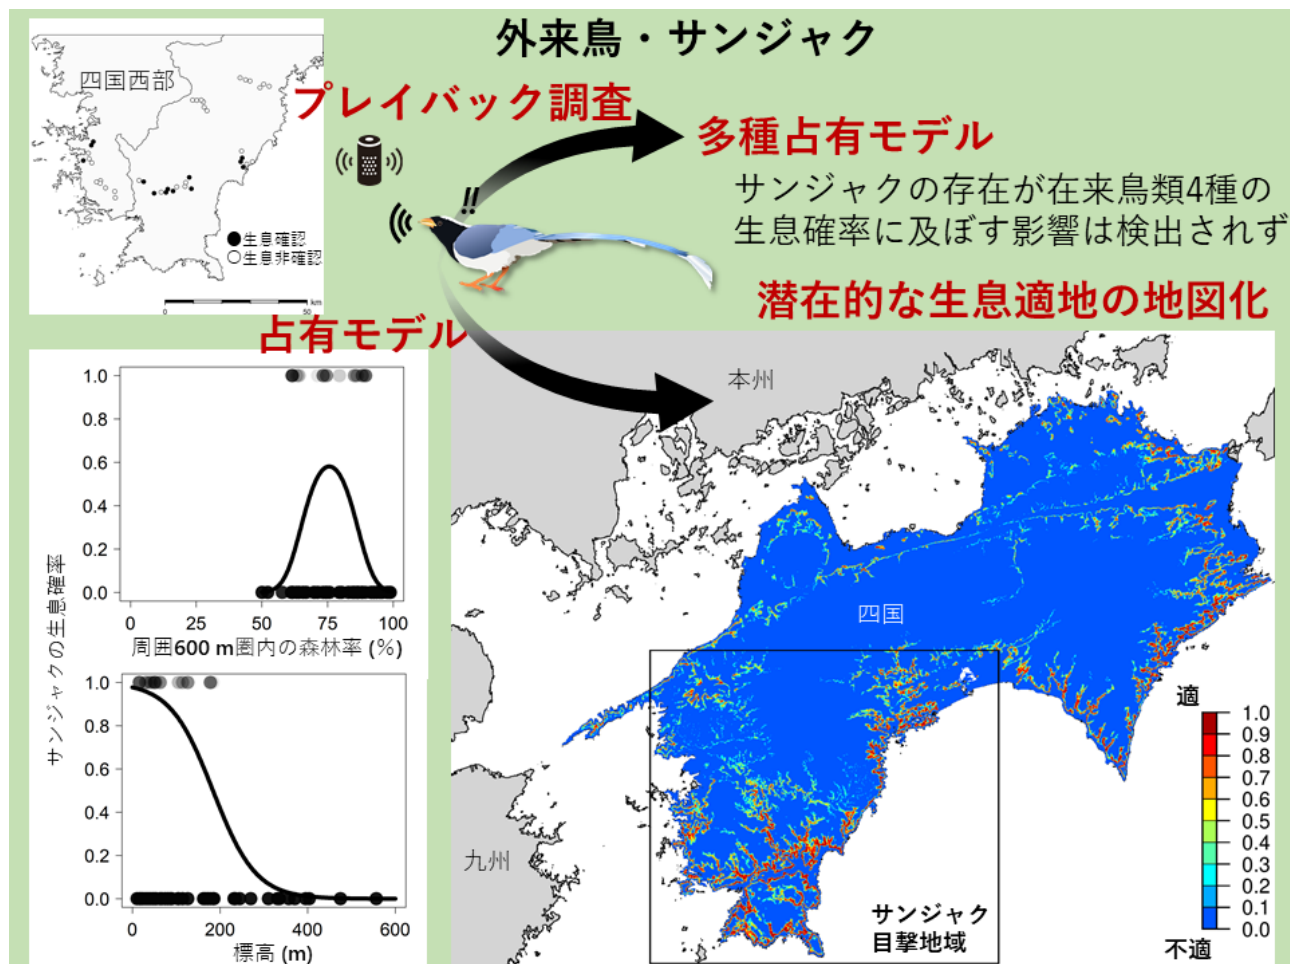 外来鳥・サンジャク
四国西部
●生息確認
○生息非確認
km
0
50
プレイバック調査
!!
多種占有モデル
サンジャクの存在が在来鳥類4種の
生息確率に及ぼす影響は検出されず
占有モデル
潜在的な生息適地の地図化
サンジャクの生息確率
1.0
0.8
0.6
0.4
0.2
0.0
0
25
50
75
100
周囲600 m圏内の森林率 (%)
1.0
0.8
0.6
0.4
0.2
0.0
0
200
400
600
標高 (m)
本州
四国
九州
サンジャク
目撃地域
適
1.0
0.9
0.8
0.7
0.6
0.5
0.4
0.3
0.2
0.1
0.0
不適